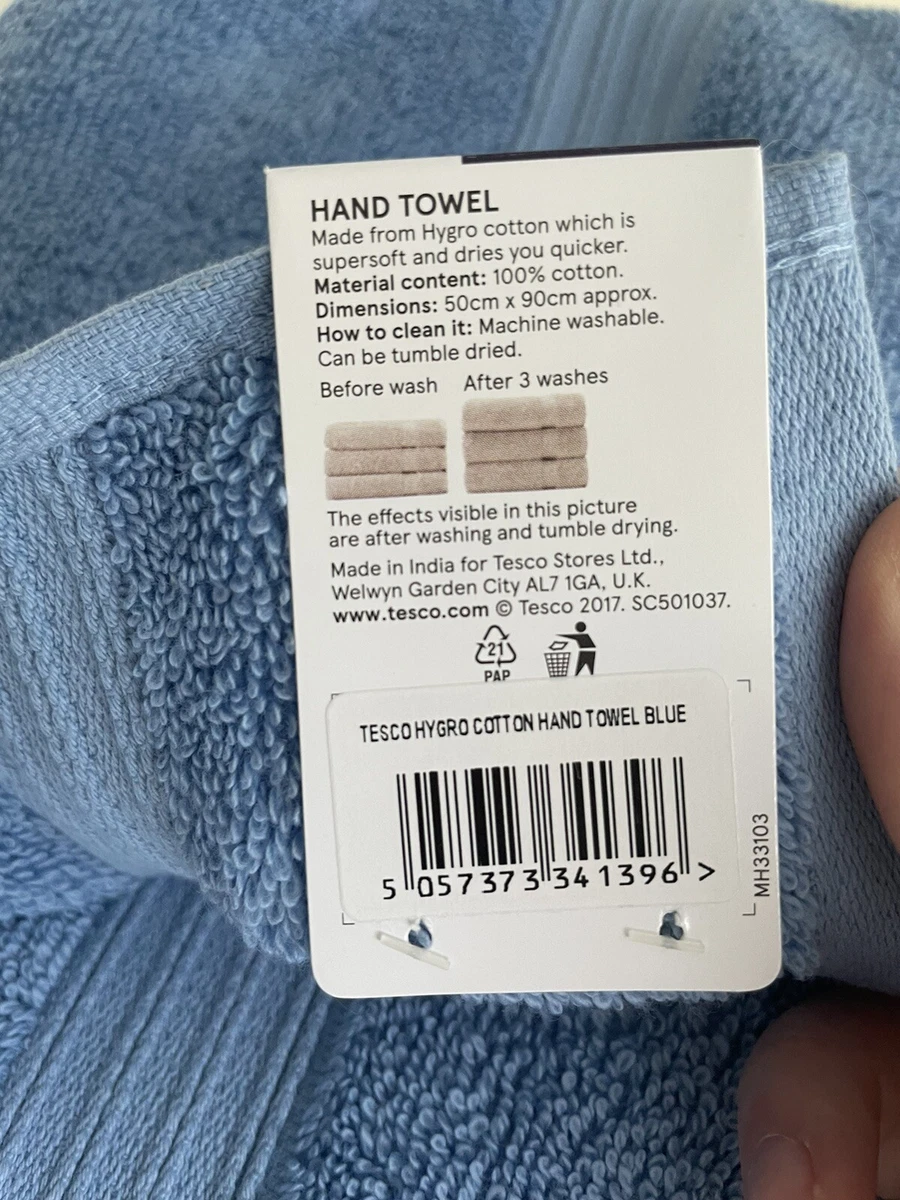 HAND TOWEL
Made from Hygro cotton which is
supersoft and dries you quicker.
Material content: 100% cotton.
Dimensions: 50cm x 90cm approx.
How to clean it: Machine washable.
Can be tumble dried.
Before wash After 3 washes
The effects visible in this picture
are after washing and tumble drying.
Made in India for Tesco Stores Ltd.,
Welwyn Garden City AL7 1GA, U.K.
www.tesco.com © Tesco 2017. SC501037.
21
PAP
TESCO HYGRO COTTON HAND TOWEL BLUE
5 057373 341396 >
MH33103